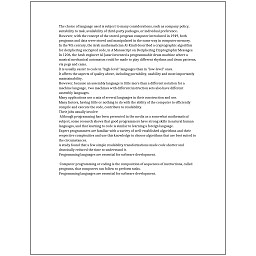 The choice of language used is subject to many considerations, such as company policy,
suitability to task, availability of third-party packages, or individual preference.
However, with the concept of the stored-program computer introduced in 1949, both
programs and data were stored and manipulated in the same way in computer memory.
In the 9th century, the Arab mathematician Al-Kindi described a cryptographic algorithm
for deciphering encrypted code, in A Manuscript on Deciphering Cryptographic Messages.
In 1206, the Arab engineer Al-Jazari invented a programmable drum machine where a
musical mechanical automaton could be made to play different rhythms and drum patterns,
via pegs and cams.
It is usually easier to code in "high-level" languages than in "low-level" ones.
It affects the aspects of quality above, including portability, usability and most importantly
maintainability.
However, because an assembly language is little more than a different notation for a
machine language, two machines with different instruction sets also have different
assembly languages.
Many applications use a mix of several languages in their construction and use.
Many factors, having little or nothing to do with the ability of the computer to efficiently
compile and execute the code, contribute to readability.
Their jobs usually involve:
Although programming has been presented in the media as a somewhat mathematical
subject, some research shows that good programmers have strong skills in natural human
languages, and that learning to code is similar to learning a foreign language.
Expert programmers are familiar with a variety of well-established algorithms and their
respective complexities and use this knowledge to choose algorithms that are best suited to
the circumstances.
A study found that a few simple readability transformations made code shorter and
drastically reduced the time to understand it.
Programming languages are essential for software development.
Computer programming or coding is the composition of sequences of instructions, called
programs, that computers can follow to perform tasks.
Programming languages are essential for software development.